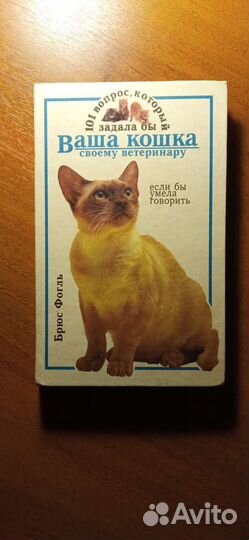 101 вопрос, который
задала бы
Ваша кошка
своему ветеринару
если бы
умела
говорить
Брюс Фогль
Avito